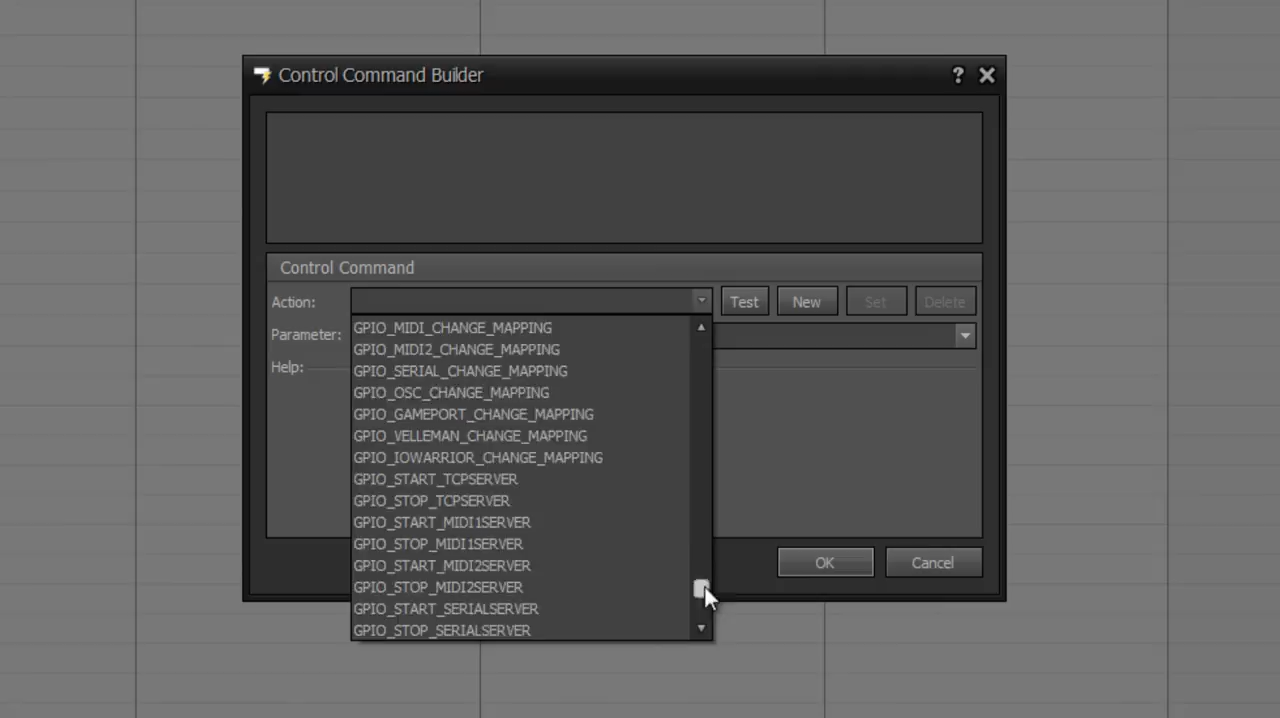 Control Command Builder
?
Control Command
Action:
Test
New
Set
Delete
Parameter:
Help:
GPIO_MIDI_CHANGE_MAPPING
GPIO_MIDI2_CHANGE_MAPPING
GPIO_SERIAL_CHANGE_MAPPING
GPIO_OSC_CHANGE_MAPPING
GPIO_GAMEPORT_CHANGE_MAPPING
GPIO_VELLEMAN_CHANGE_MAPPING
GPIO_IOWARRIOR_CHANGE_MAPPING
GPIO_START_TCPSERVER
GPIO_STOP_TCPSERVER
GPIO_START_MIDI1SERVER
GPIO_STOP_MIDI1SERVER
GPIO_START_MIDI2SERVER
GPIO_STOP_MIDI2SERVER
GPIO_START_SERIALSERVER
GPIO_STOP_SERIALSERVER
OK
Cancel